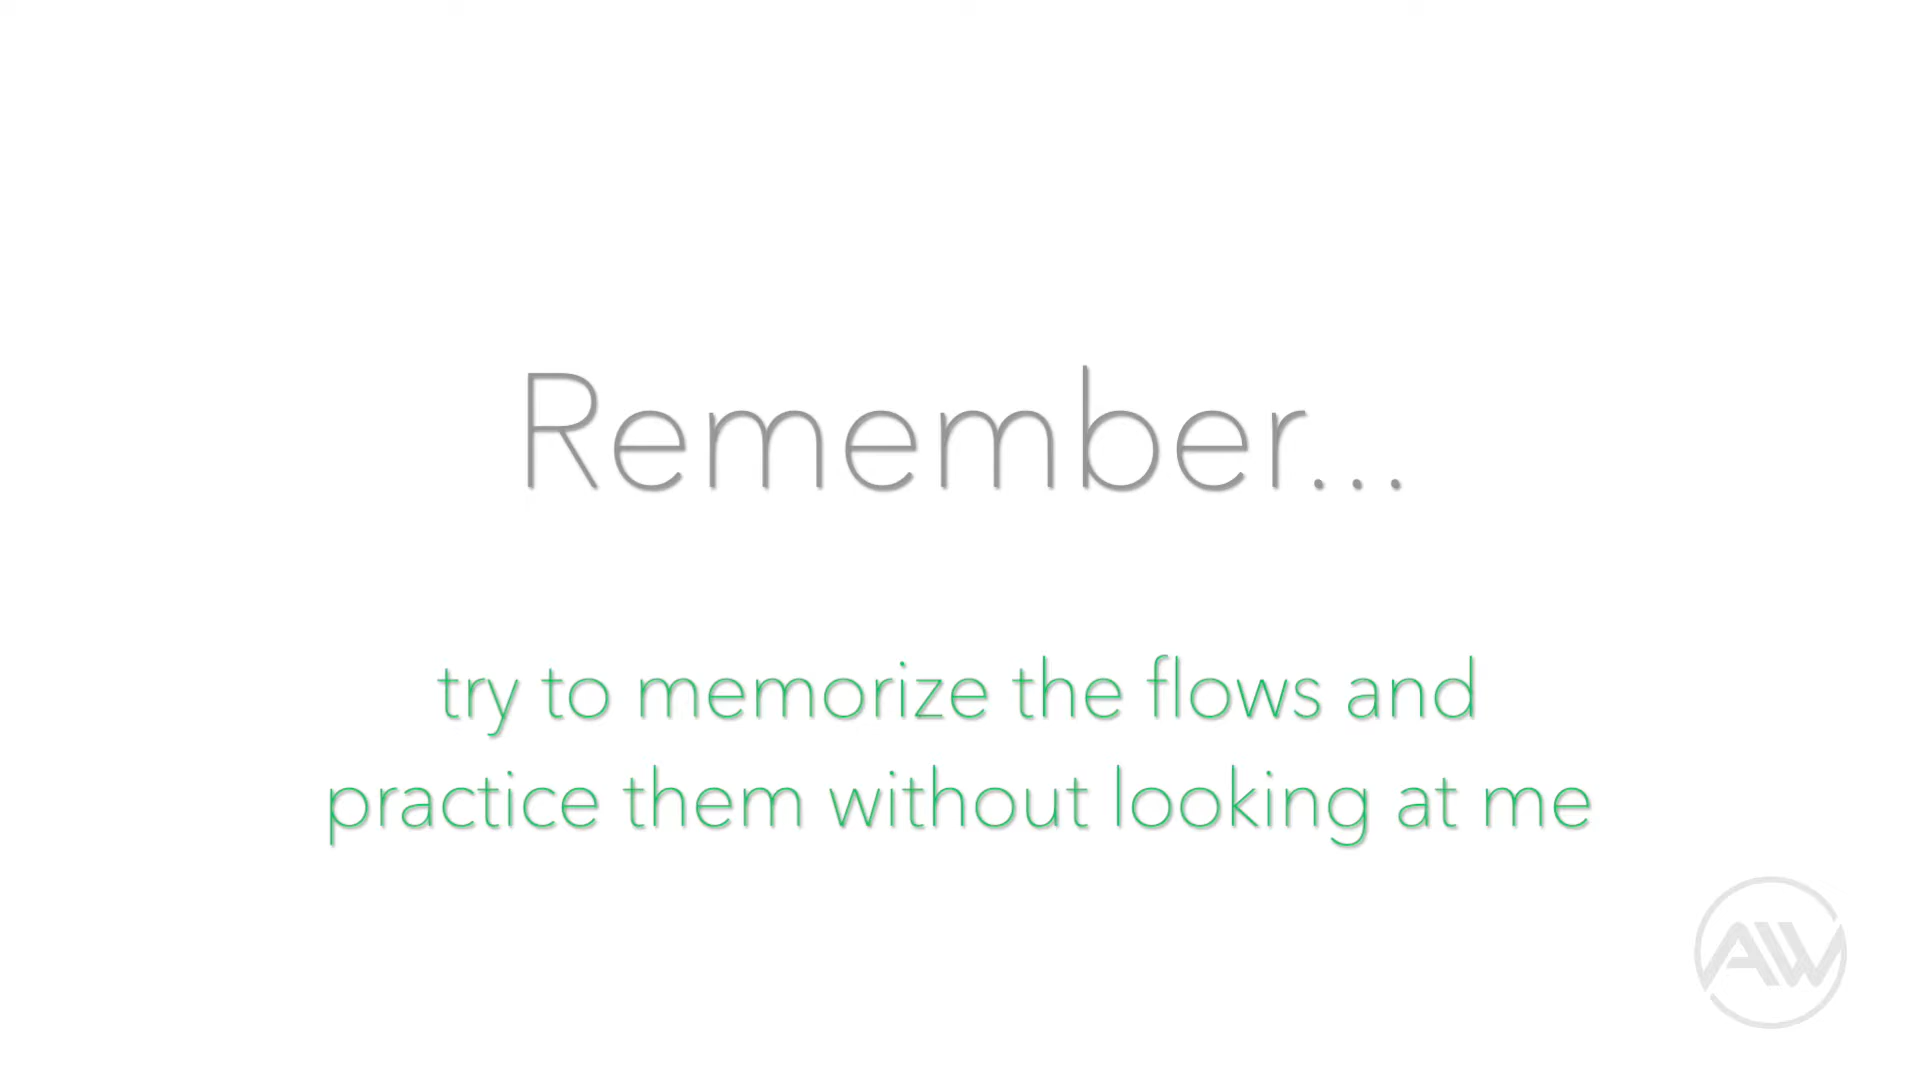 Remember...
try to memorize the flows and
practice them without looking at me
AW